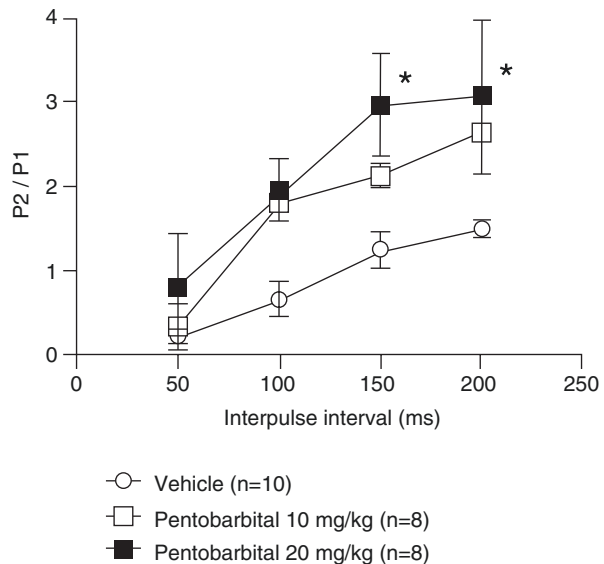 4
3
2
1
0
P2 / P1
*
*
0 50 100 150 200 250
Interpulse interval (ms)
Vehicle (n=10)
Pentobarbital 10 mg/kg (n=8)
Pentobarbital 20 mg/kg (n=8)